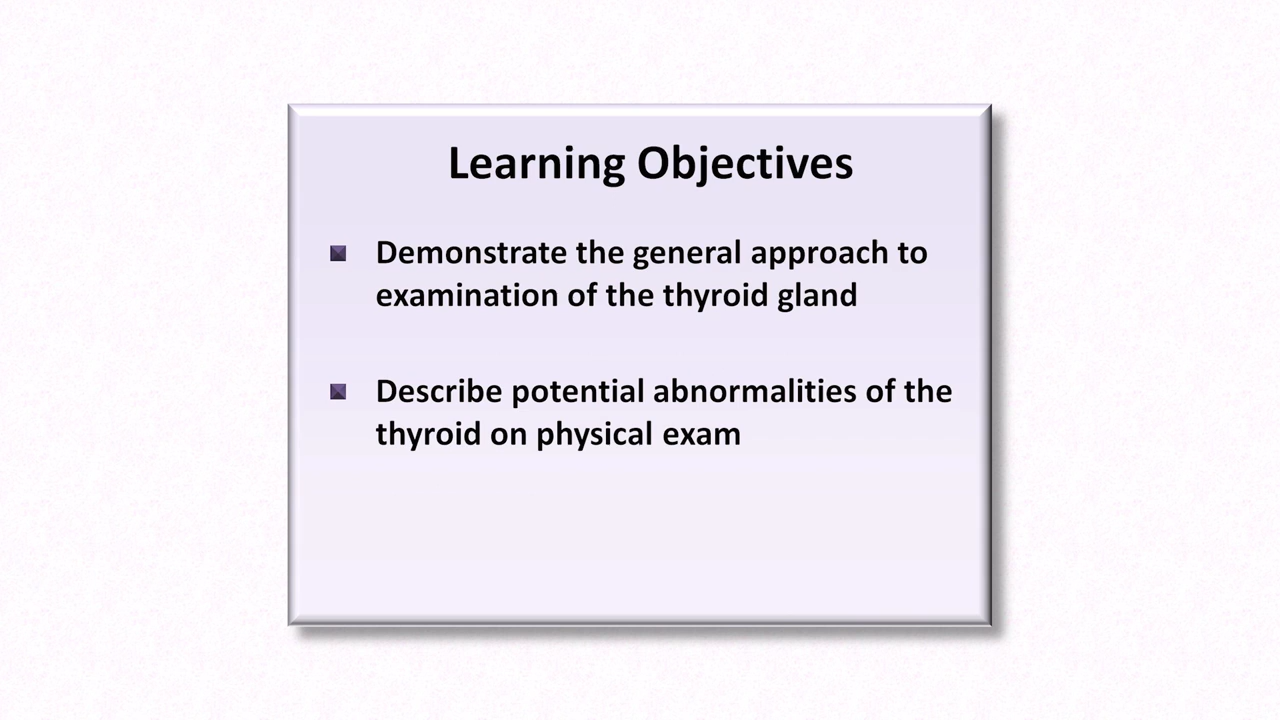 Learning Objectives
Demonstrate the general approach to
examination of the thyroid gland
Describe potential abnormalities of the
thyroid on physical exam